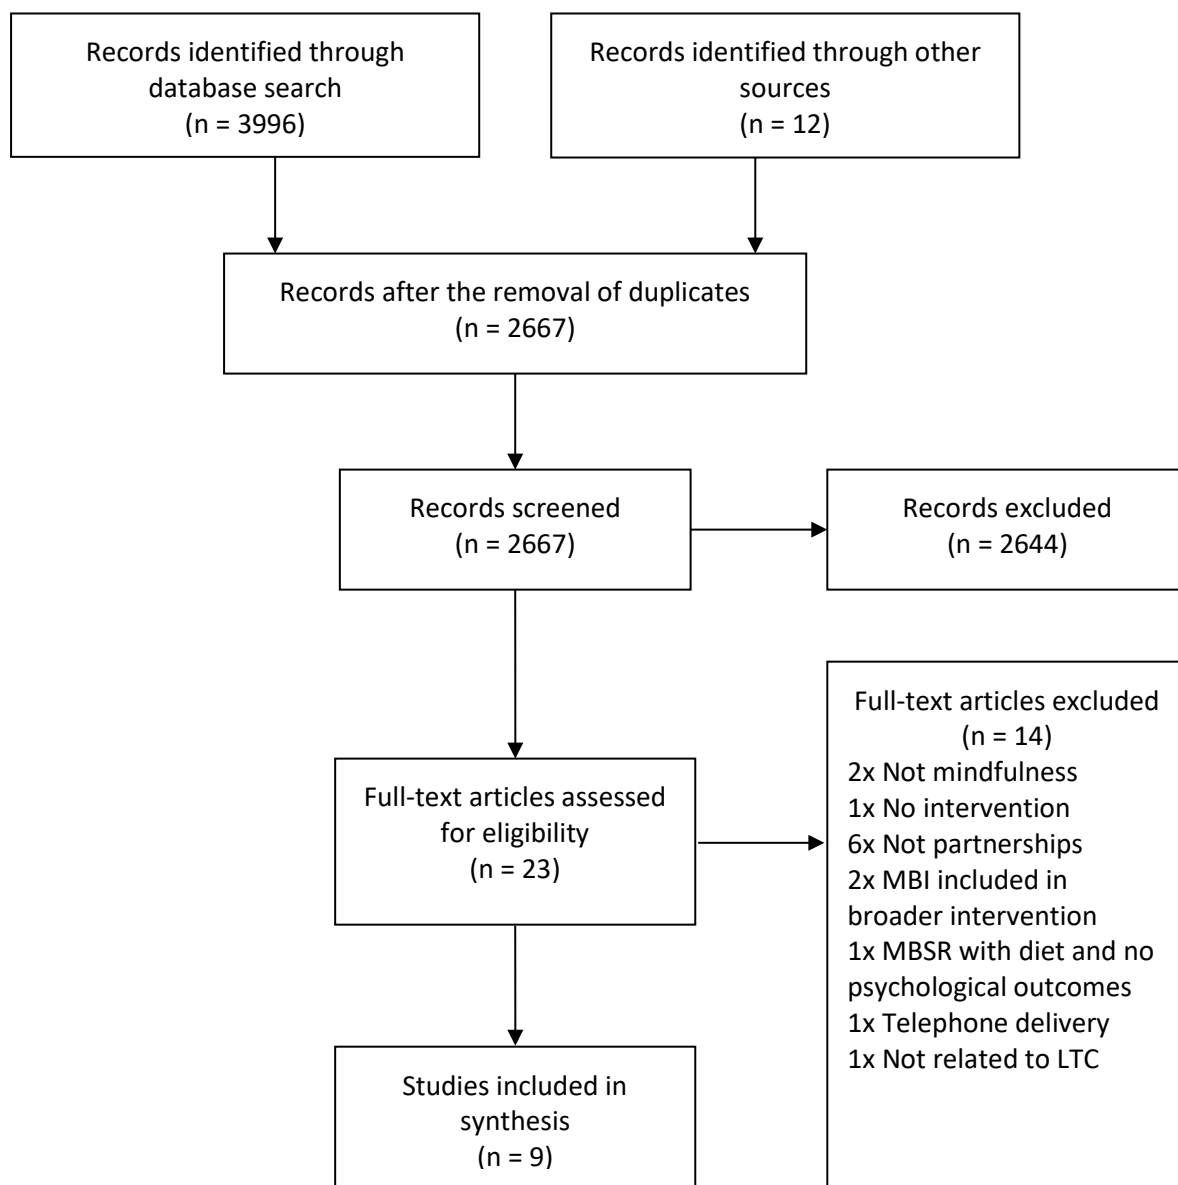 Records identified through
database search
(n = 3996)
Records identified through other
sources
(n = 12)
Records after the removal of duplicates
(n = 2667)
Records screened
(n = 2667)
Records excluded
(n = 2644)
Full-text articles assessed
for eligibility
(n = 23)
Full-text articles excluded
(n = 14)
2x Not mindfulness
1x No intervention
6x Not partnerships
2x MBI included in
broader intervention
1x MBSR with diet and no
psychological outcomes
1x Telephone delivery
1x Not related to LTC
Studies included in
synthesis
(n = 9)